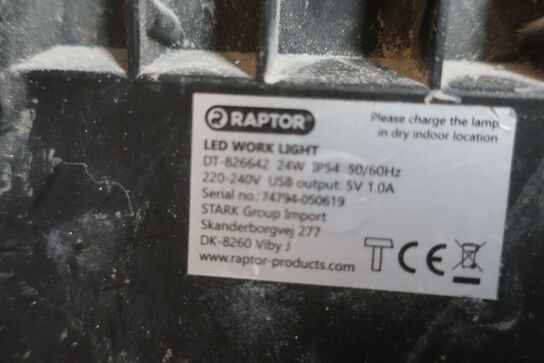 RAPTOR®
Please charge the lamp
in dry indoor location
LED WORK LIGHT
DT-826642 24W IP54 50/60Hz
220-240V USB output: 5V 1.0A
Serial no.: 74794-050619
STARK Group Import
Skanderborgvej 277
DK-8260 Viby J
www.raptor-products.com
CE